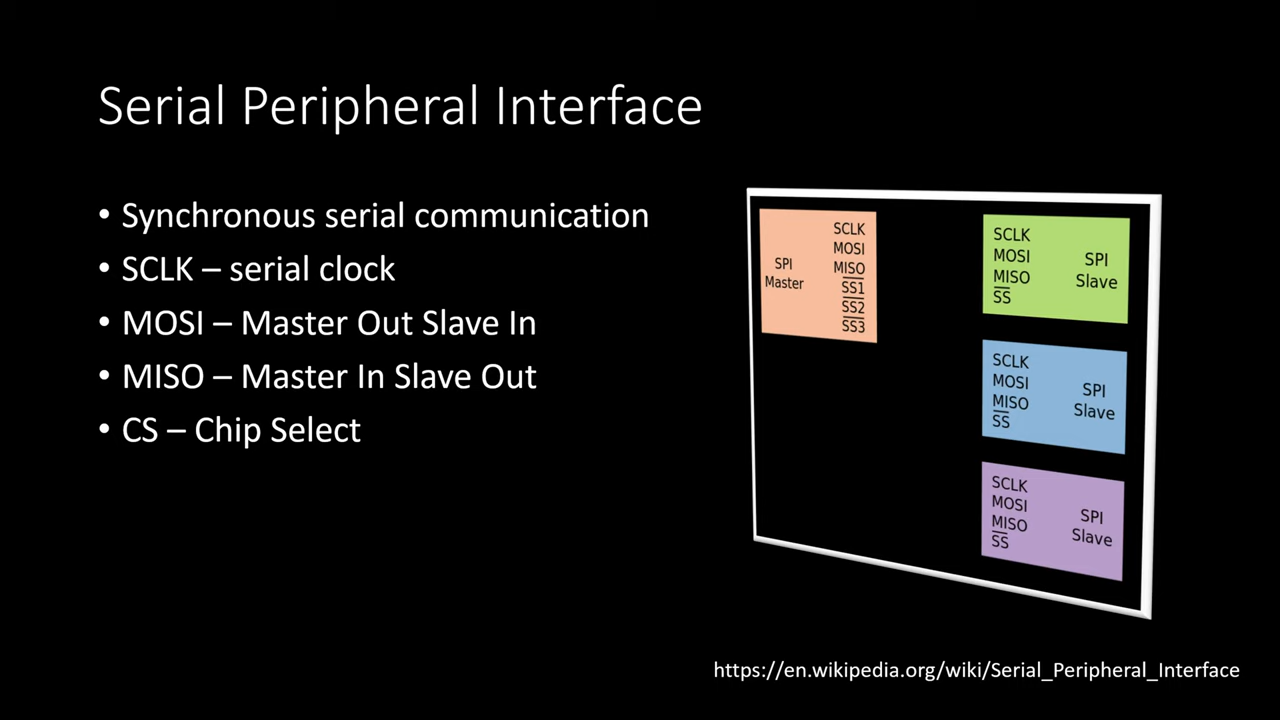 Serial Peripheral Interface
• Synchronous serial communication
• SCLK – serial clock
• MOSI – Master Out Slave In
• MISO – Master In Slave Out
• CS – Chip Select
SPI
Master
SCLK
MOSI
MISO
SS1
SS2
SS3
SCLK
MOSI
MISO
SS
SPI
Slave
SCLK
MOSI
MISO
SS
SPI
Slave
SCLK
MOSI
MISO
SS
SPI
Slave
https://en.wikipedia.org/wiki/Serial_Peripheral_Interface